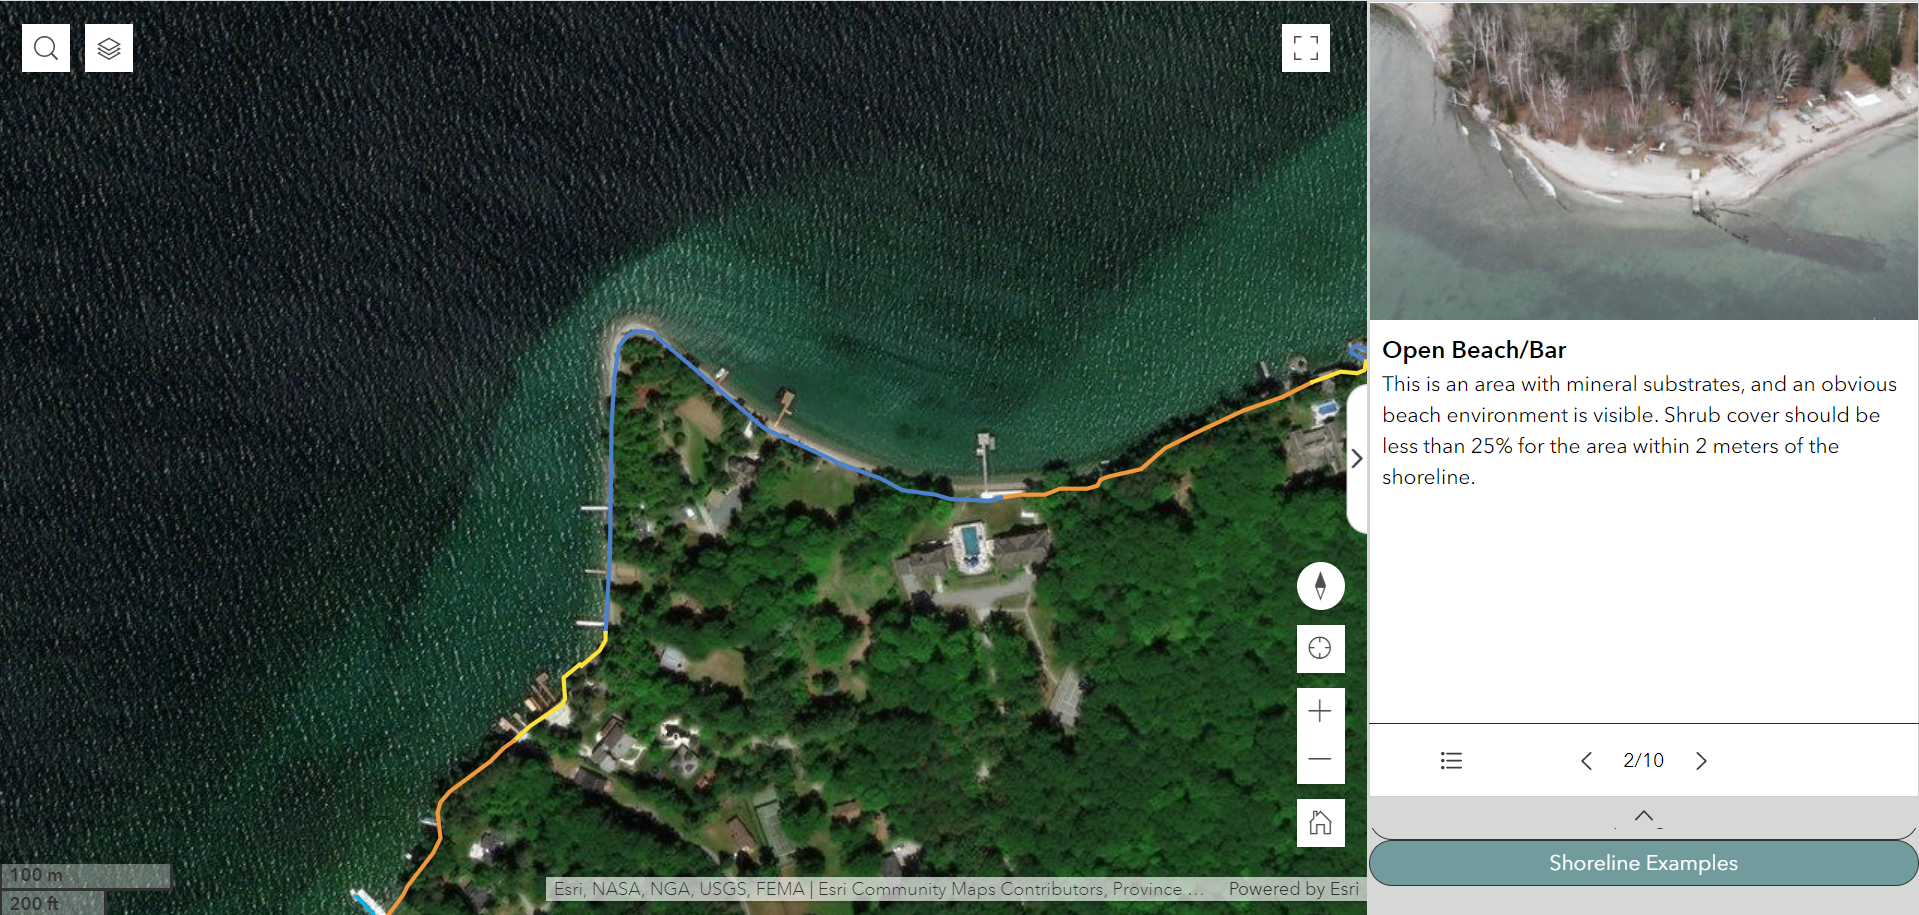 Open Beach/Bar
This is an area with mineral substrates, and an obvious
beach environment is visible. Shrub cover should be
less than 25% for the area within 2 meters of the
shoreline.
2/10
Shoreline Examples
100 m
200 ft
Esri, NASA, NGA, USGS, FEMA | Esri Community Maps Contributors, Province ... Powered by Esri